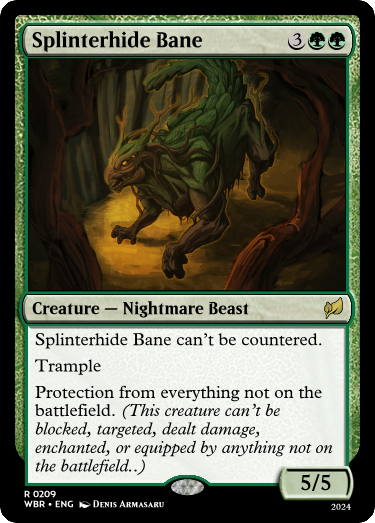 Splinterhide Bane 3
Creature — Nightmare Beast
Splinterhide Bane can't be countered.
Trample
Protection from everything not on the
battlefield. (This creature can't be
blocked, targeted, dealt damage,
enchanted, or equipped by anything not on
the battlefield..)
5/5
R 0209
WBR • ENG Denis Armasaru
2024